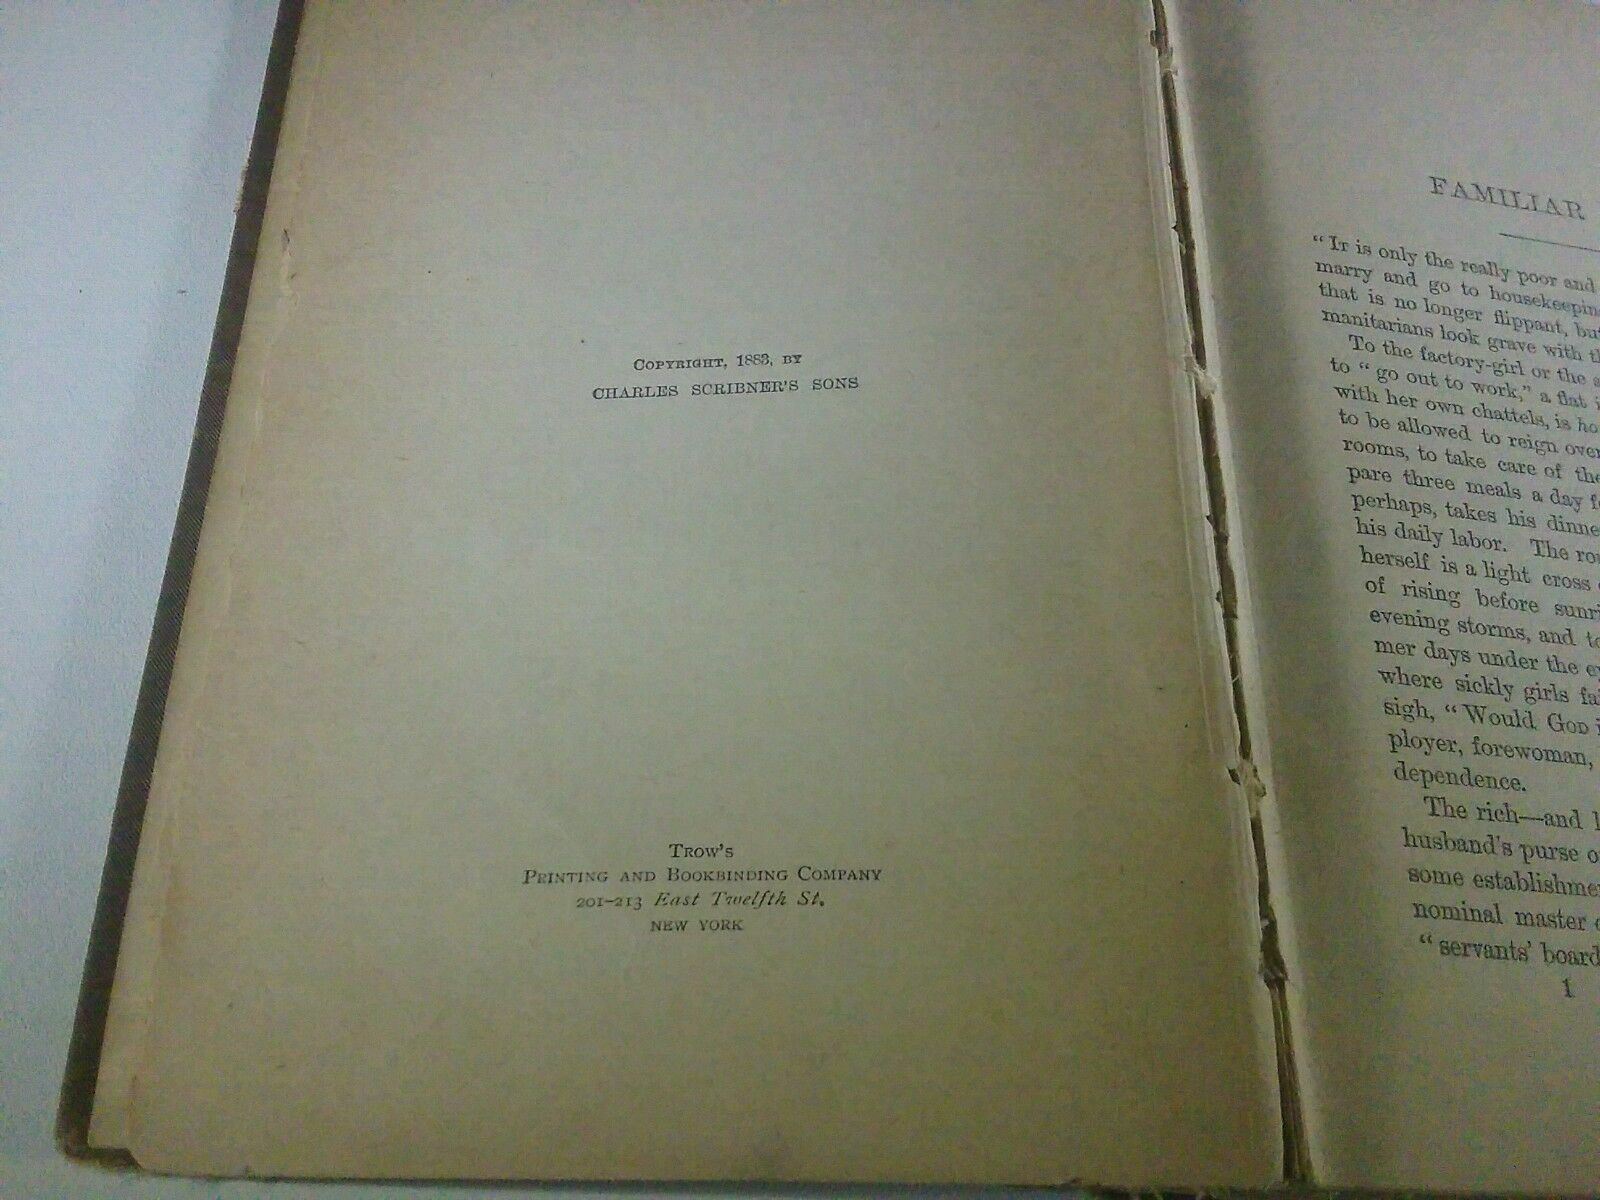 COPYRIGHT, 1883, BY
CHARLES SCRIBNER'S SONS
TROW'S
PRINTING AND BOOKBINDING COMPANY
201-213 East Twelfth St.
NEW YORK
FAMILIAR
"IT is only the really poor and
marry and go to housekeeping
that is no longer flippant, but
manitarians look grave with th
To the factory-girl or the a
to "go out to work," a flat i
with her own chattels, is ho
to be allowed to reign over
rooms, to take care of the
pare three meals a day f
perhaps, takes his dinne
his daily labor. The rou
herself is a light cross
of rising before sunri
evening storms, and to
mer days under the ey
where sickly girls fai
sigh, "Would GOD i
ployer, forewoman,
dependence.
The rich—and l
husband's purse o
some establishme
nominal master o
"servants' board
1